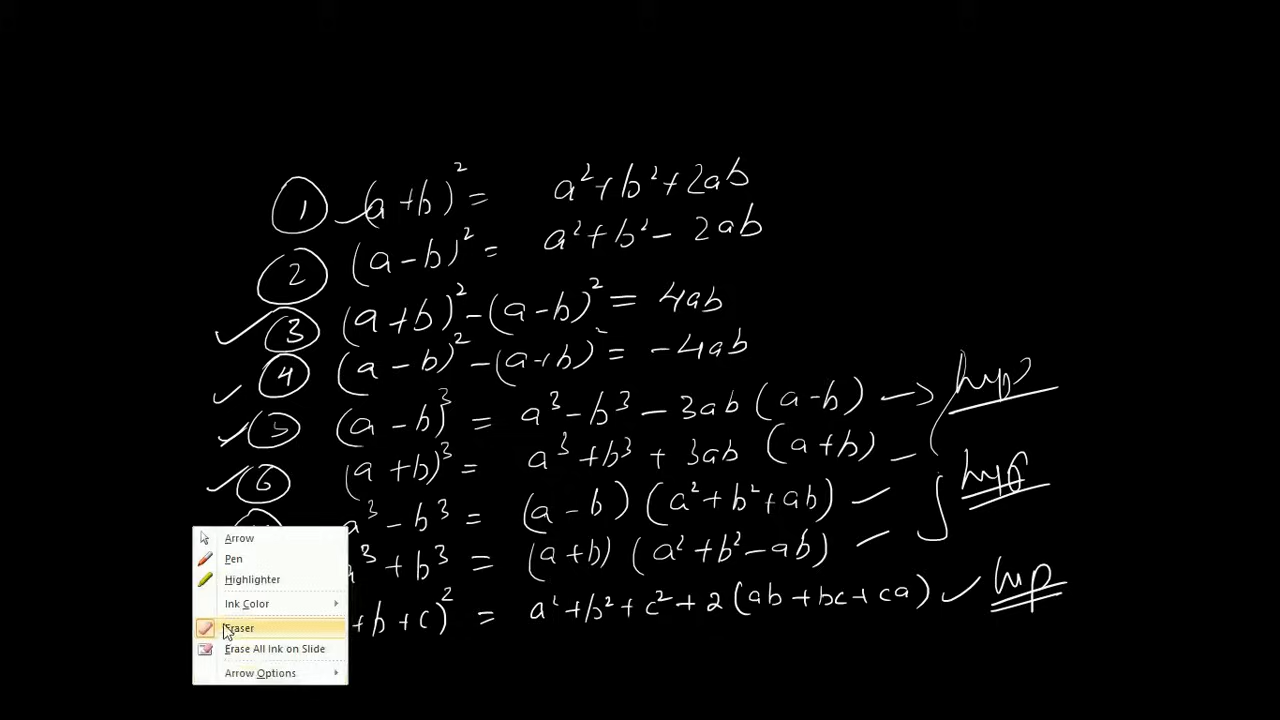 1 (a+b)² = a²+b²+2ab
2 (a-b)² = a²+b²-2ab
3 (a+b)²-(a-b)² = 4ab
4 (a-b)²-(a+b)² = -4ab
5 (a-b)³ = a³-b³-3ab(a-b) →
6 (a+b)³ = a³+b³+3ab (a+b) -
a³-b³ = (a-b)(a²+b²+ab) -
a³+b³ = (a+b)(a²+b²-ab) -
+b+c)² = a²+b²+c²+2(ab+bc+ca)
Arrow
Pen
Highlighter
Ink Color
Eraser
Erase All Ink on Slide
Arrow Options